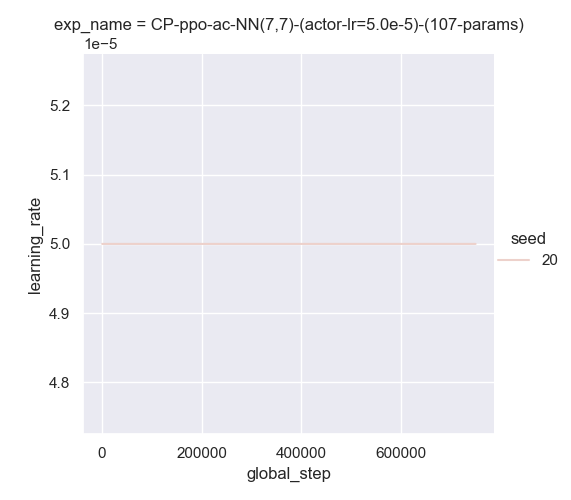 exp_name = CP-ppo-ac-NN(7,7)-(actor-lr=5.0e-5)-(107-params)
1e−5
5.2
5.1
5.0
4.9
4.8
learning_rate
0
200000
400000
600000
global_step
seed
20